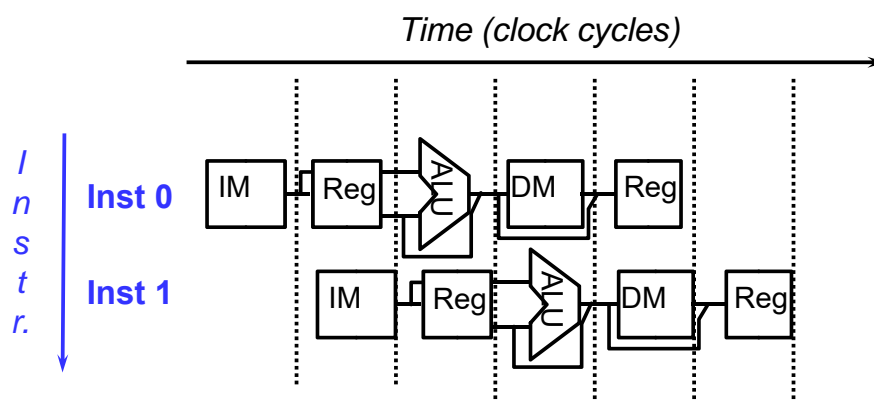 Time (clock cycles)
I
n
s
t
r.
Inst 0
IM
Reg
ALU
DM
Reg
Inst 1
IM
Reg
ALU
DM
Reg